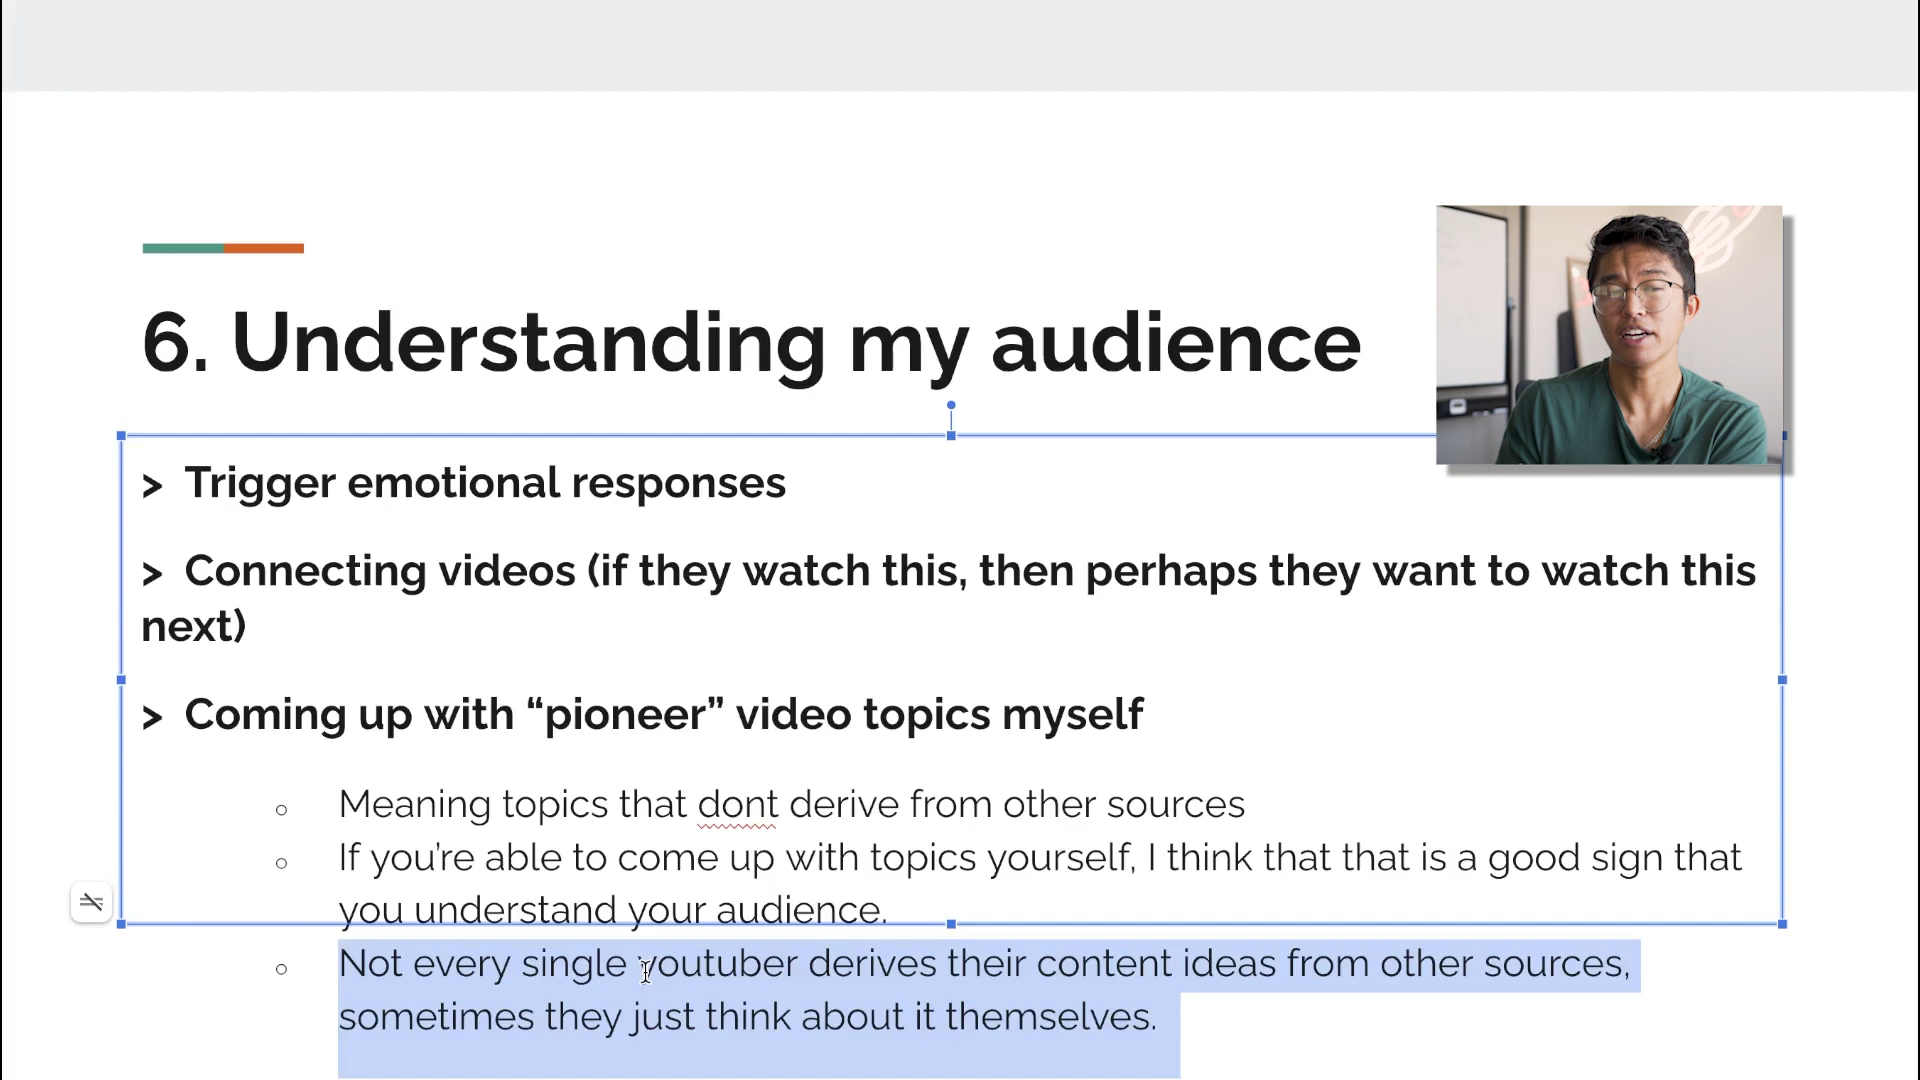 6. Understanding my audience
> Trigger emotional responses
> Connecting videos (if they watch this, then perhaps they want to watch this
next)
> Coming up with “pioneer” video topics myself
○ Meaning topics that dont derive from other sources
○ If you’re able to come up with topics yourself, I think that that is a good sign that
you understand your audience.
○ Not every single youtuber derives their content ideas from other sources,
sometimes they just think about it themselves.